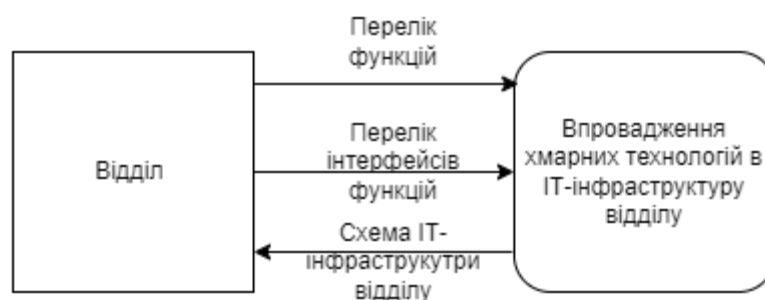 Перелік
функцій
Відділ
Перелік
інтерфейсів
функцій
Схема ІТ-
інфраструкутри
відділу
Впровадження
хмарних технологій в
ІТ-інфраструктуру
відділу